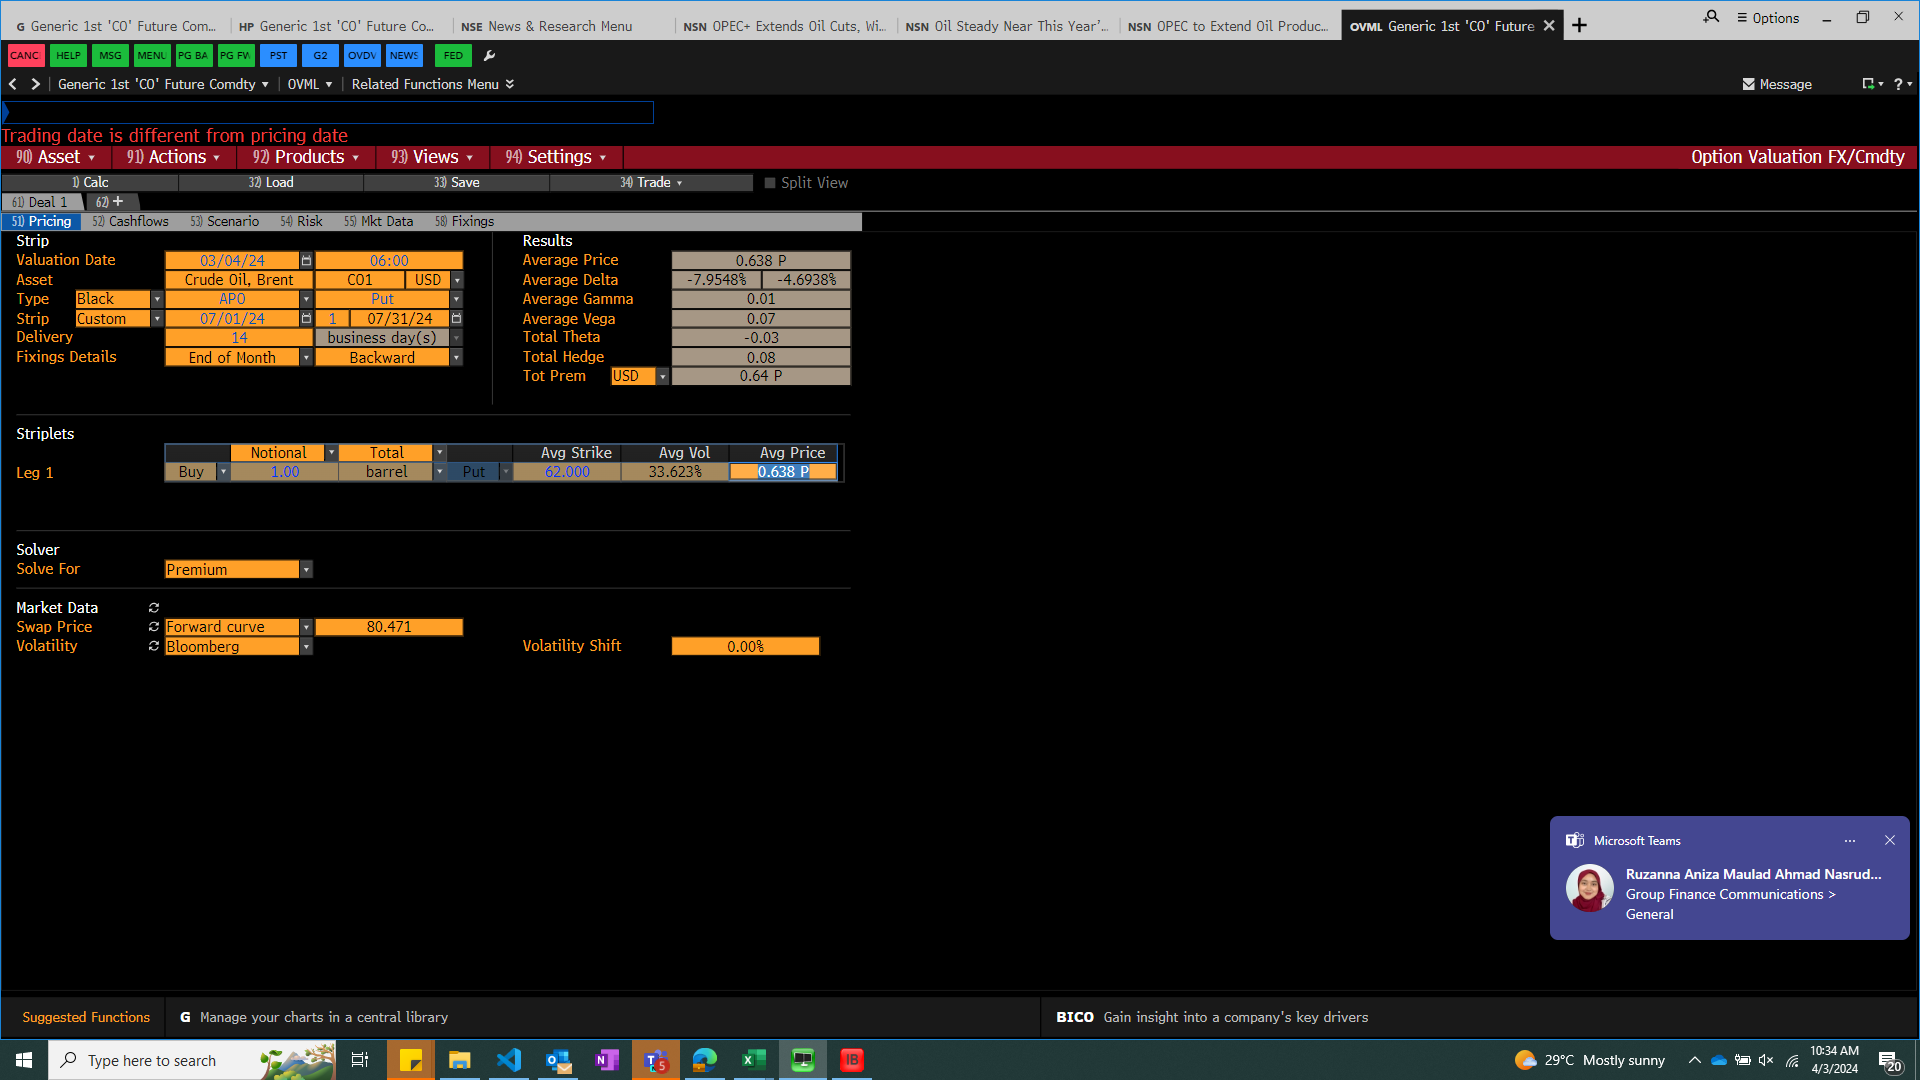 G Generic 1st 'CO' Future Com... HP Generic 1st 'CO' Future Co... NSE News & Research Menu NSN OPEC+ Extends Oil Cuts, Wi... NSN Oil Steady Near This Year'... NSN OPEC to Extend Oil Produc... OVML Generic 1st 'CO' Future Options
CANC HELP MSG MENU PG BA PG FW PST G2 OVDV NEWS FED
Generic 1st 'CO' Future Comdty OVML Related Functions Menu Message ?
Trading date is different from pricing date
90) Asset 91) Actions 92) Products 93) Views 94) Settings Option Valuation FX/Cmdty
1) Calc 32) Load 33) Save 34) Trade Split View
61) Deal 1 62) +
51) Pricing 52) Cashflows 53) Scenario 54) Risk 55) Mkt Data 58) Fixings
Strip Results
Valuation Date 03/04/24 06:00 Average Price 0.638 P
Asset Crude Oil, Brent CO1 USD Average Delta -7.9548% -4.6938%
Type Black APO Put Average Gamma 0.01
Strip Custom 07/01/24 1 07/31/24 Average Vega 0.07
Delivery 14 business day(s) Total Theta -0.03
Fixings Details End of Month Backward Total Hedge 0.08
Tot Prem USD 0.64 P
Striplets
Notional Total Avg Strike Avg Vol Avg Price
Leg 1 Buy 1.00 barrel Put 62.000 33.623% 0.638 P
Solver
Solve For Premium
Market Data
Swap Price Forward curve 80.471
Volatility Bloomberg Volatility Shift 0.00%
Microsoft Teams
Ruzanna Aniza Maulad Ahmad Nasrud...
Group Finance Communications >
General
Suggested Functions G Manage your charts in a central library BICO Gain insight into a company's key drivers
Type here to search 5 IB 29°C Mostly sunny 10:34 AM
4/3/2024 20